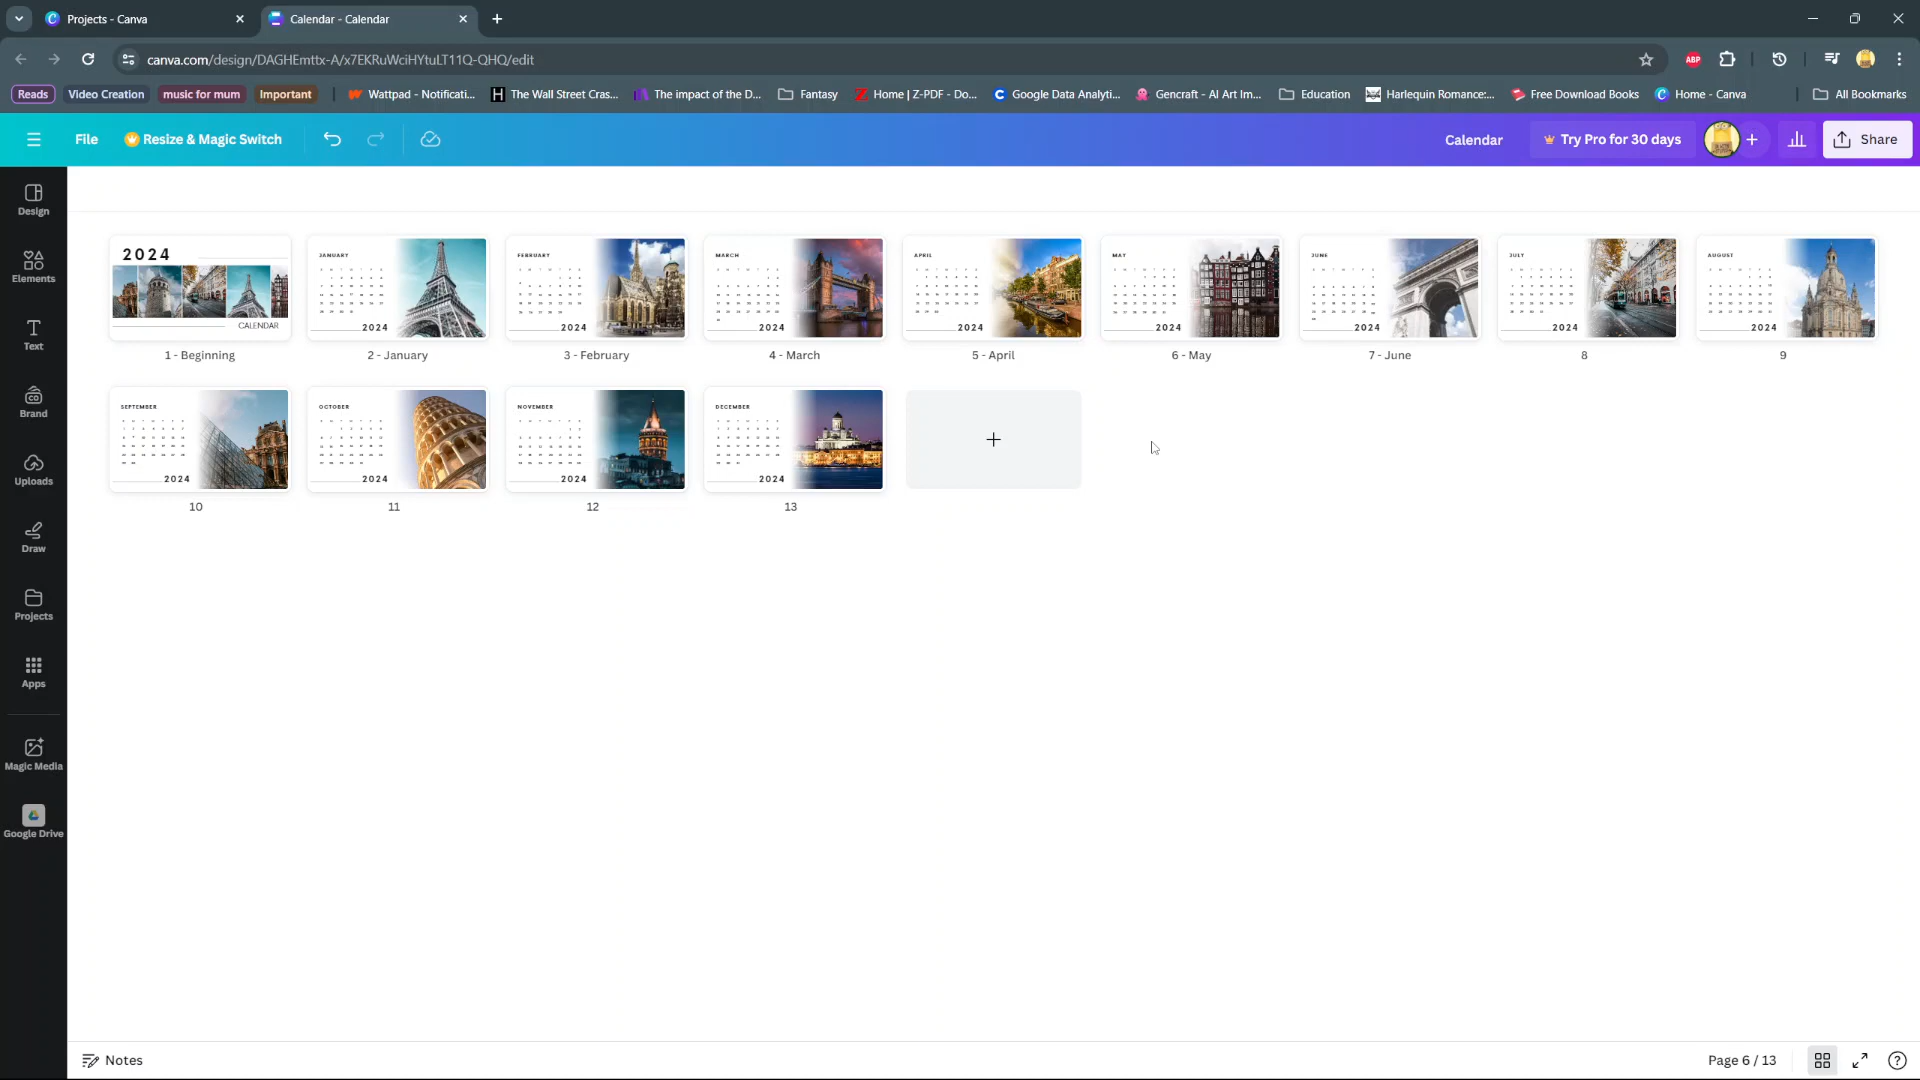 Projects - Canva
Calendar - Calendar
canva.com/design/DAGHEmttx-A/x7EKRuWciHYtuLT11Q-QHQ/edit
ABP
Reads
Video Creation
music for mum
Important
Wattpad - Notificati...
The Wall Street Cras...
The impact of the D...
Fantasy
Home | Z-PDF - Do...
Google Data Analyti...
Gencraft - AI Art Im...
Education
Harlequin Romance:...
Free Download Books
Home - Canva
All Bookmarks
File
Resize & Magic Switch
Calendar
Try Pro for 30 days
Share
Design
Elements
Text
Brand
Uploads
Draw
Projects
Apps
Magic Media
Google Drive
2024
CALENDAR
1 - Beginning
JANUARY
2024
2 - January
FEBRUARY
2024
3 - February
MARCH
2024
4 - March
APRIL
2024
5 - April
MAY
2024
6 - May
JUNE
2024
7 - June
JULY
2024
8
AUGUST
2024
9
SEPTEMBER
2024
10
OCTOBER
2024
11
NOVEMBER
2024
12
DECEMBER
2024
13
Notes
Page 6 / 13